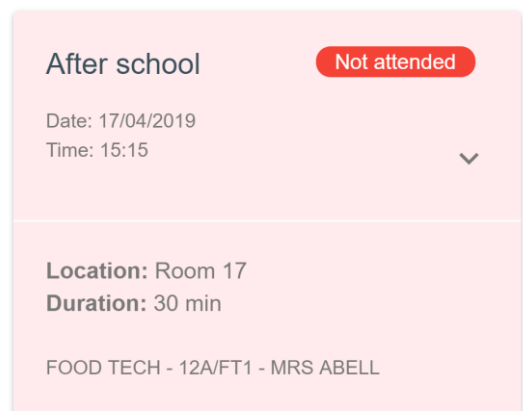 After school
Not attended
Date: 17/04/2019
Time: 15:15
Location: Room 17
Duration: 30 min
FOOD TECH - 12A/FT1 - MRS ABELL